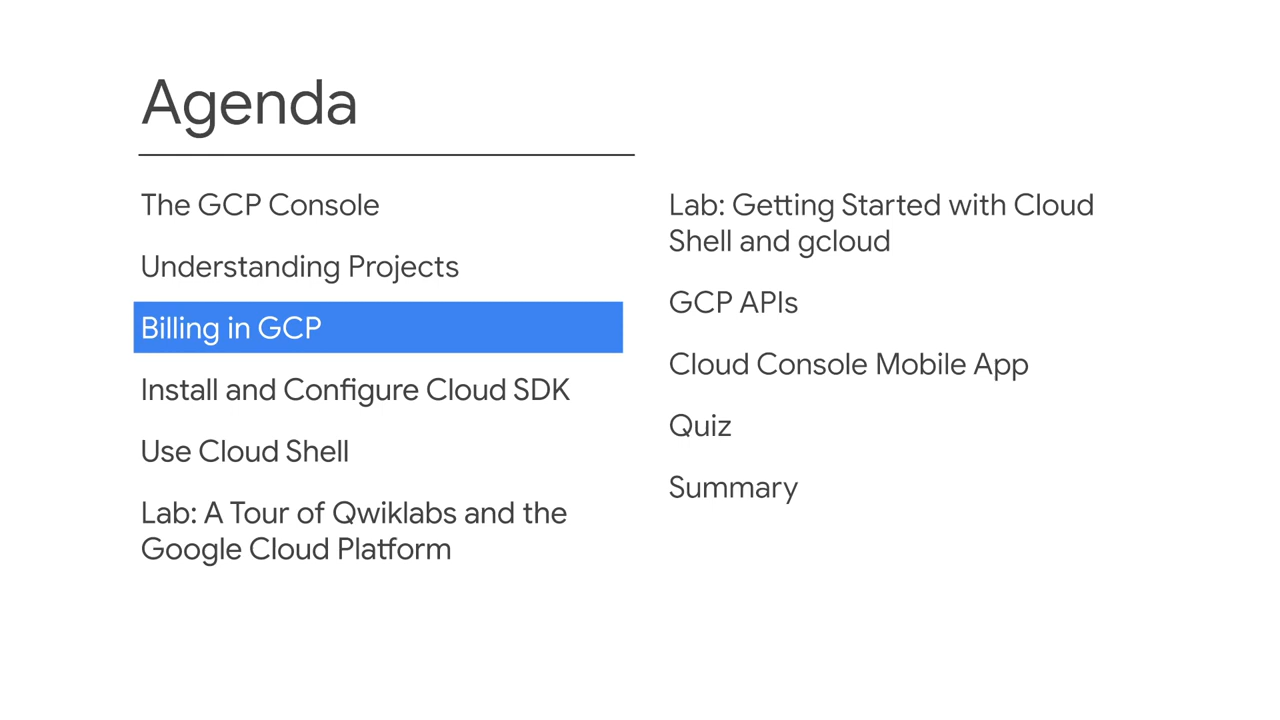 Agenda
The GCP Console
Understanding Projects
Billing in GCP
Install and Configure Cloud SDK
Use Cloud Shell
Lab: A Tour of Qwiklabs and the
Google Cloud Platform
Lab: Getting Started with Cloud
Shell and gcloud
GCP APIs
Cloud Console Mobile App
Quiz
Summary